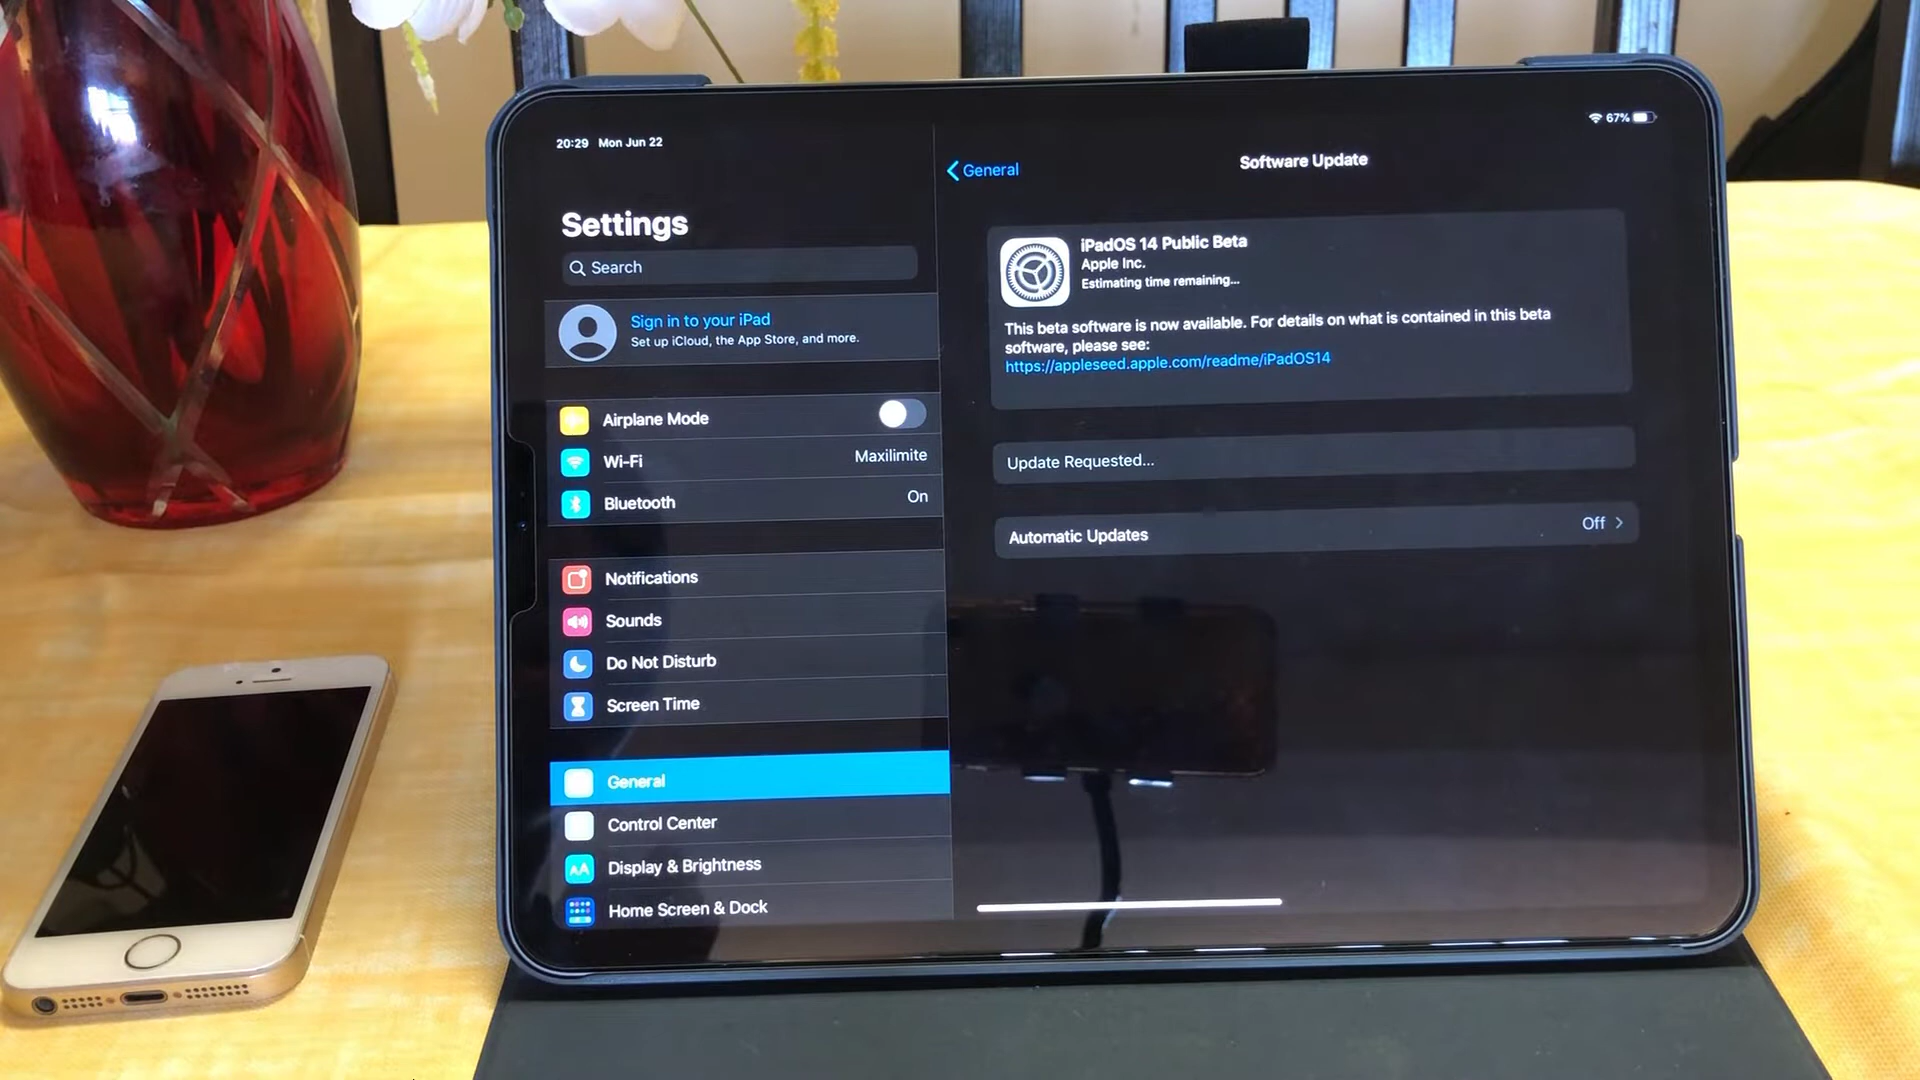 20:29 Mon Jun 22
67%
Settings
Search
Sign in to your iPad
Set up iCloud, the App Store, and more.
Airplane Mode
Wi-Fi Maxilimite
Bluetooth On
Notifications
Sounds
Do Not Disturb
Screen Time
General
Control Center
AA Display & Brightness
Home Screen & Dock
General
Software Update
iPadOS 14 Public Beta
Apple Inc.
Estimating time remaining...
This beta software is now available. For details on what is contained in this beta
software, please see:
https://appleseed.apple.com/readme/iPadOS14
Update Requested...
Automatic Updates Off